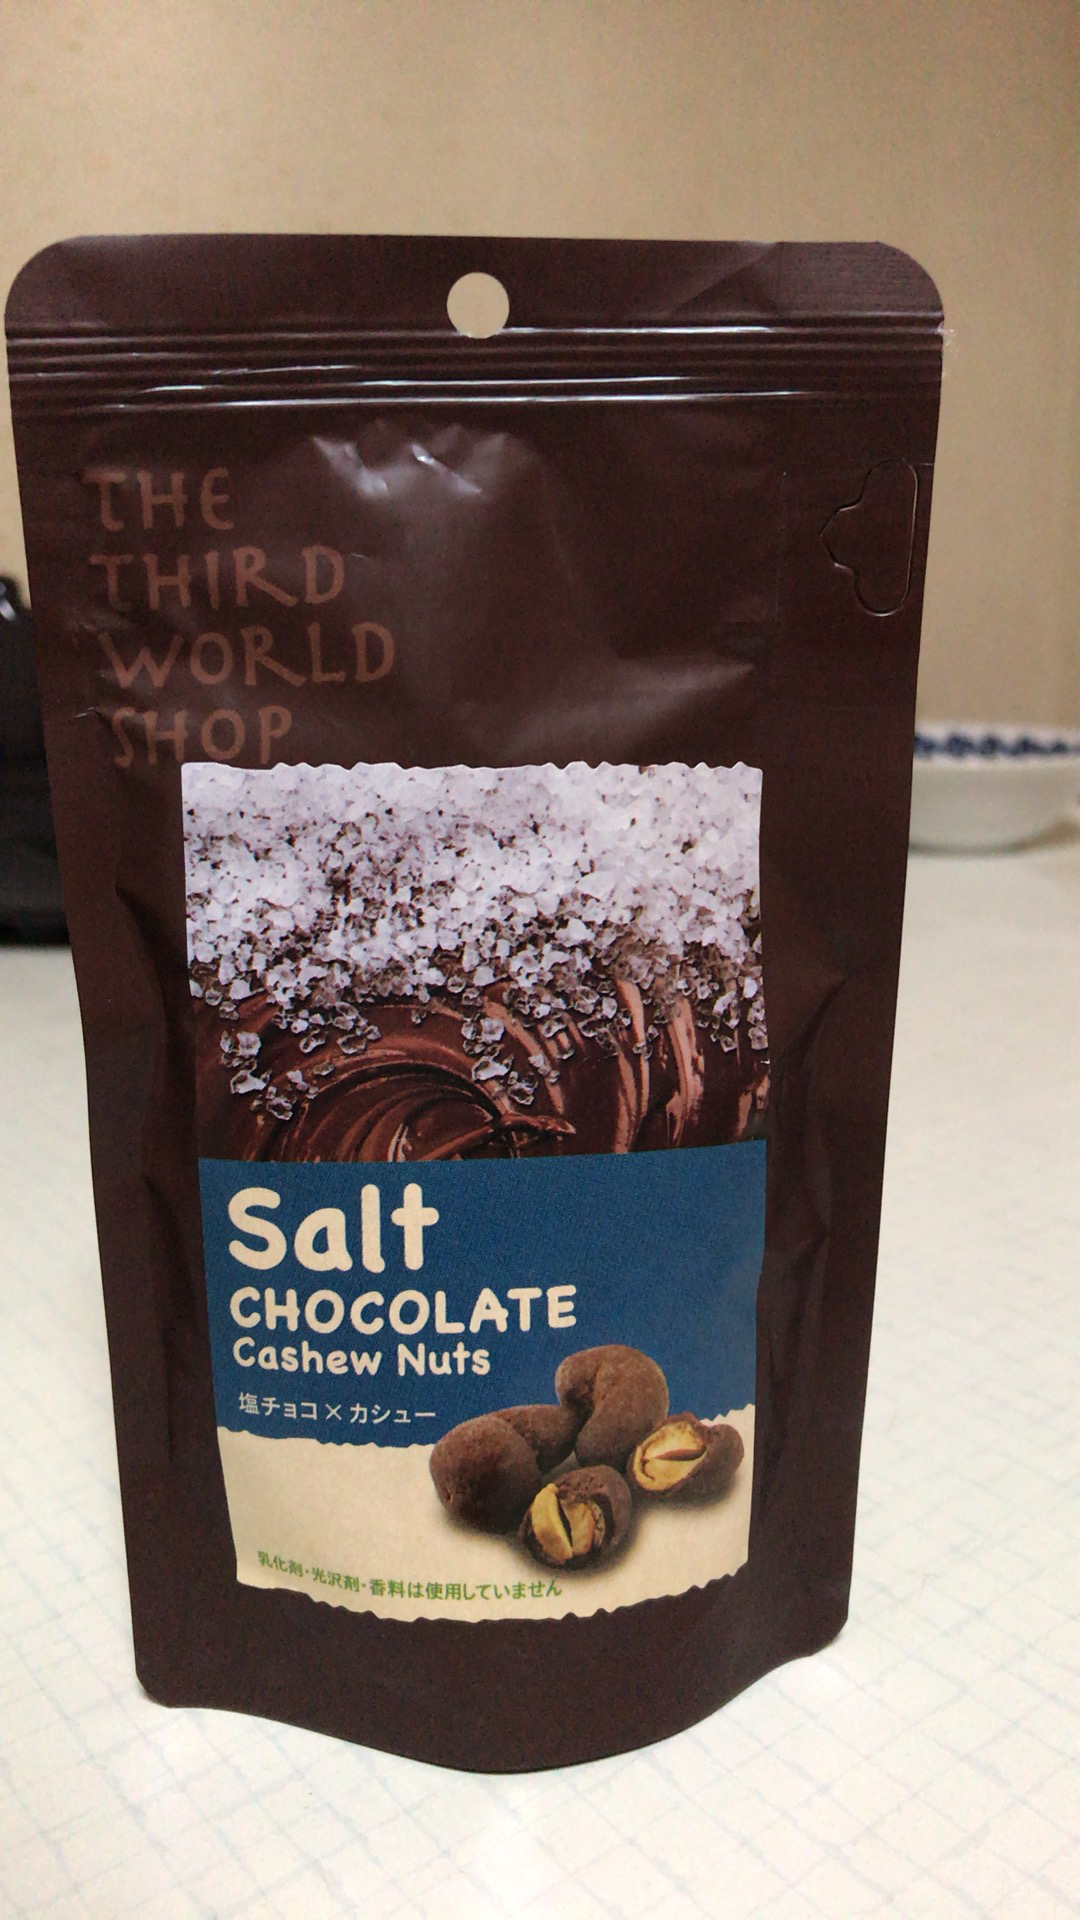 THE
THIRD
WORLD
SHOP
Salt
CHOCOLATE
Cashew Nuts
塩チョコ×カシュー
乳化剤・光沢剤・香料は使用していません